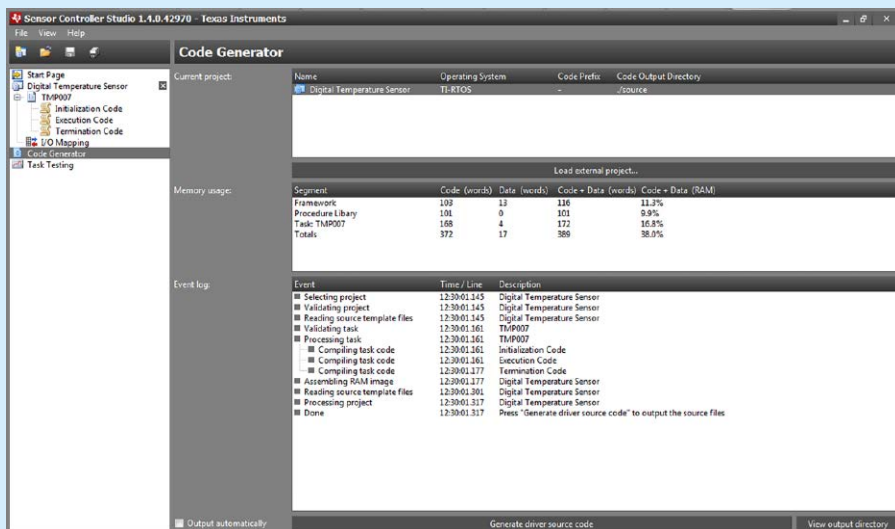 Sensor Controller Studio 1.4.0.42970 - Texas Instruments
File View Help
Code Generator
Start Page
Digital Temperature Sensor
TMP007
Initialization Code
Execution Code
Termination Code
I/O Mapping
Code Generator
Task Testing
Current project:
Name Operating System Code Prefix Code Output Directory
Digital Temperature Sensor TI-RTOS - ./source
Load external project...
Memory usage:
Segment Code (words) Data (words) Code + Data (words) Code + Data (RAM)
Framework 103 13 116 11.3%
Procedure Libary 101 0 101 9.9%
Task: TMP007 168 4 172 16.8%
Totals 372 17 389 38.0%
Event log:
Event Time / Line Description
Selecting project 12:30:01.145 Digital Temperature Sensor
Validating project 12:30:01.145 Digital Temperature Sensor
Reading source template files 12:30:01.145 Digital Temperature Sensor
Validating task 12:30:01.161 TMP007
Processing task 12:30:01.161 TMP007
Compiling task code 12:30:01.161 Initialization Code
Compiling task code 12:30:01.161 Execution Code
Compiling task code 12:30:01.177 Termination Code
Assembling RAM image 12:30:01.177 Digital Temperature Sensor
Reading source template files 12:30:01.301 Digital Temperature Sensor
Processing project 12:30:01.317 Digital Temperature Sensor
Done 12:30:01.317 Press "Generate driver source code" to output the source files
Output automatically
Generate driver source code
View output directory